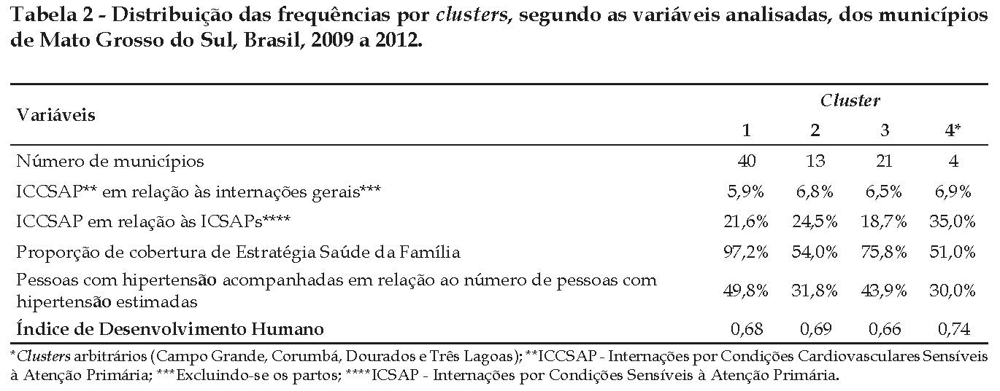 Tabela 2 - Distribuição das frequências por clusters, segundo as variáveis analisadas, dos municípios
de Mato Grosso do Sul, Brasil, 2009 a 2012.
Variáveis Cluster
1 2 3 4*
Número de municípios 40 13 21 4
ICCSAP** em relação às internações gerais*** 5,9% 6,8% 6,5% 6,9%
ICCSAP em relação às ICSAPs**** 21,6% 24,5% 18,7% 35,0%
Proporção de cobertura de Estratégia Saúde da Família 97,2% 54,0% 75,8% 51,0%
Pessoas com hipertensão acompanhadas em relação ao número de pessoas com
hipertensão estimadas 49,8% 31,8% 43,9% 30,0%
Índice de Desenvolvimento Humano 0,68 0,69 0,66 0,74
*Clusters arbitrários (Campo Grande, Corumbá, Dourados e Três Lagoas); **ICCSAP - Internações por Condições Cardiovasculares Sensíveis
à Atenção Primária; ***Excluindo-se os partos; ****ICSAP - Internações por Condições Sensíveis à Atenção Primária.